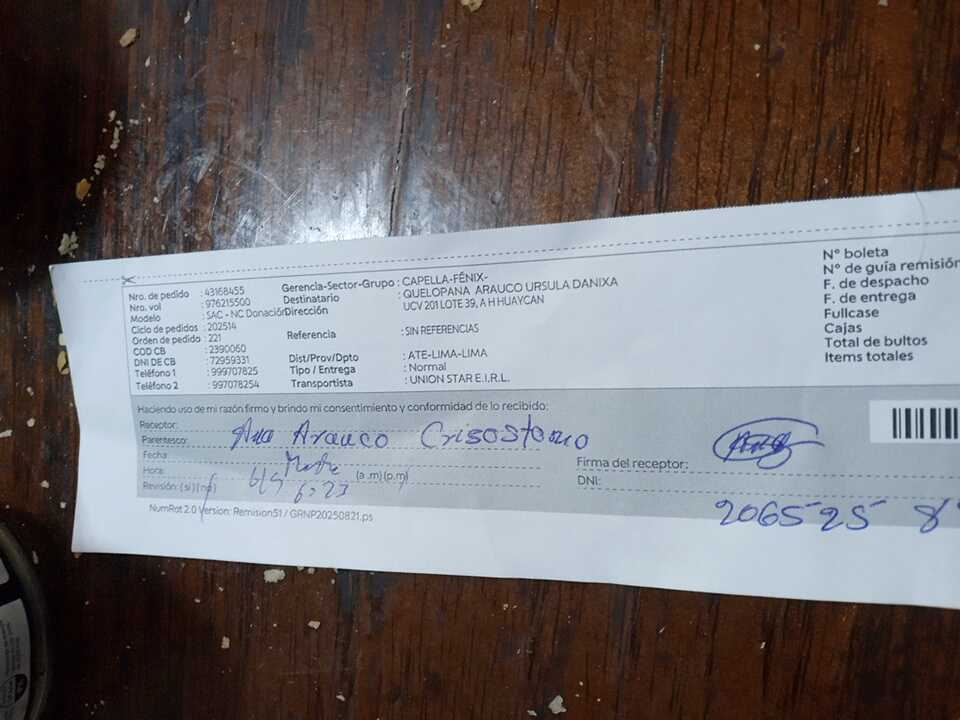 Nro. de pedido : 43168455
Nro. vol : 976215500
Modelo : SAC - NC Donación
Ciclo de pedidos : 202514
Orden de pedido : 221
COD CB : 2390060
DNI DE CB : 72959331
Teléfono 1 : 999707825
Teléfono 2 : 997078254
Gerencia-Sector-Grupo : CAPELLA-FÉNIX-
Destinatario : QUELOPANA ARAUCO URSULA DANIXA
Dirección UCV 201 LOTE 39, A H HUAYCAN
Referencia : SIN REFERENCIAS
Dist/Prov/Dpto : ATE-LIMA-LIMA
Tipo / Entrega : Normal
Transportista : UNION STAR E.I.R.L.
N° boleta
N° de guía remisión
F. de despacho
F. de entrega
Fullcase
Cajas
Total de bultos
Items totales
Haciendo uso de mi razón firmo y brindo mi consentimiento y conformidad de lo recibido:
Receptor: Ana Arauco Crisostomo
Parentesco:
Fecha
Hora: 6:23 (a.m)(p.m)
Revisión: (si)(no)
Firma del receptor:
DNI: 2065 25 8
NumRot 2.0 Version: Remision51 / GRNP20250821.ps